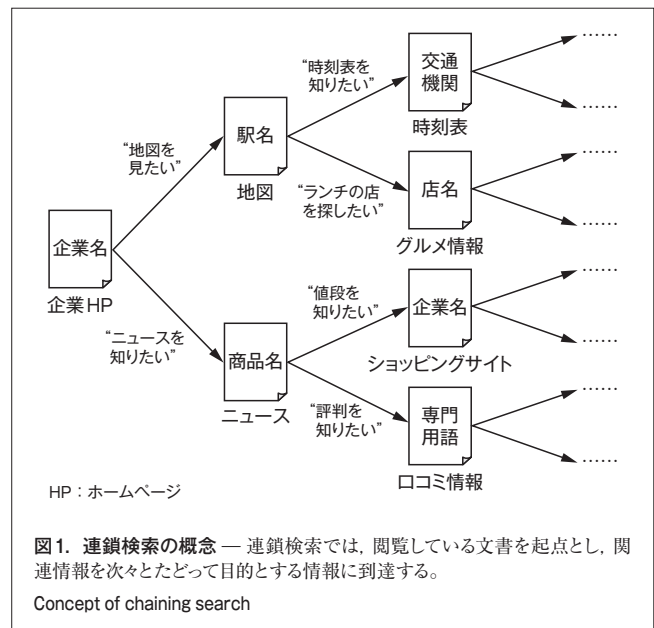 企業名
企業HP
“地図を
見たい”
駅名
地図
“ニュースを
知りたい”
商品名
ニュース
“時刻表を
知りたい”
交通
機関
時刻表
“ランチの店
を探したい”
店名
グルメ情報
“値段を
知りたい”
企業名
ショッピングサイト
“評判を
知りたい”
専門
用語
口コミ情報
……
……
……
……
……
……
……
……
HP:ホームページ
図1. 連鎖検索の概念 — 連鎖検索では,閲覧している文書を起点とし,関
連情報を次々とたどって目的とする情報に到達する。
Concept of chaining search